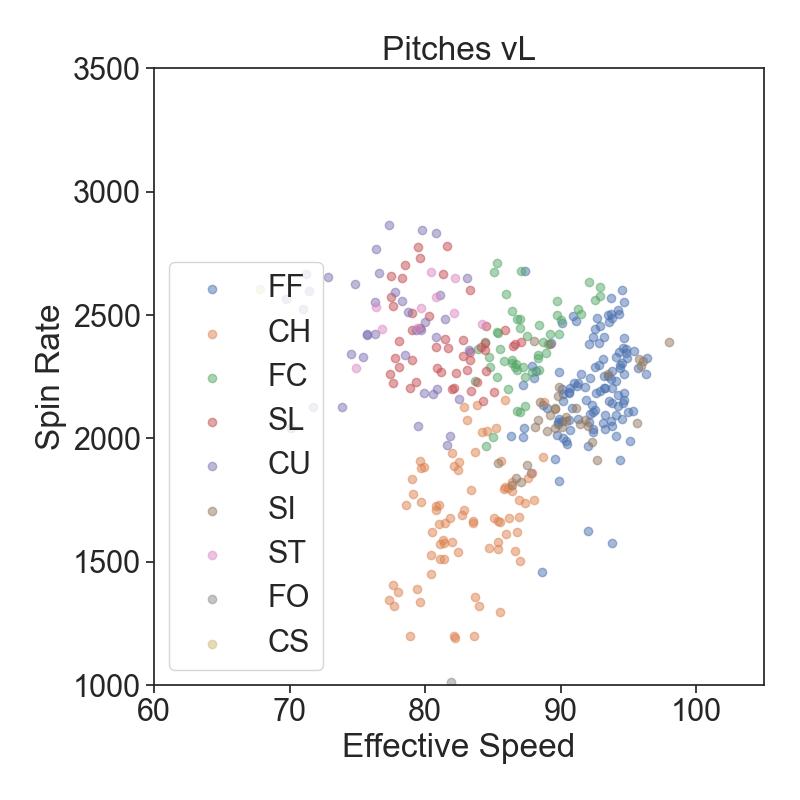 Pitches vL
3500
3000
2500
2000
1500
1000
Spin Rate
FF
CH
FC
SL
CU
SI
ST
FO
CS
60 70 80 90 100
Effective Speed